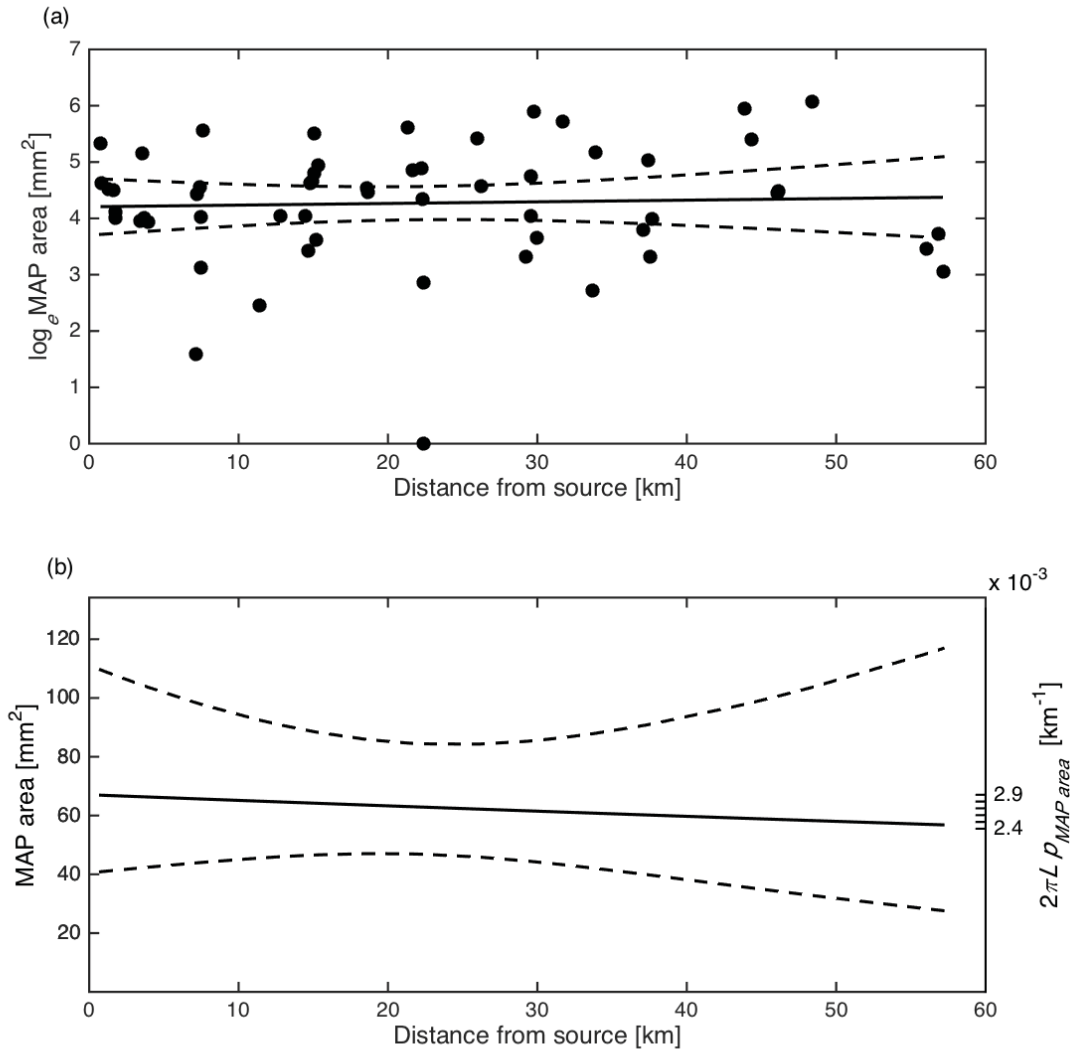 (a)
7
6
5
4
3
2
1
0
log e MAP area [mm²]
0 10 20 30 40 50 60
Distance from source [km]
(b)
x 10⁻³
120
100
80
60
40
20
MAP area [mm²]
2.9
2.4
2πL p MAP area [km⁻¹]
0 10 20 30 40 50 60
Distance from source [km]